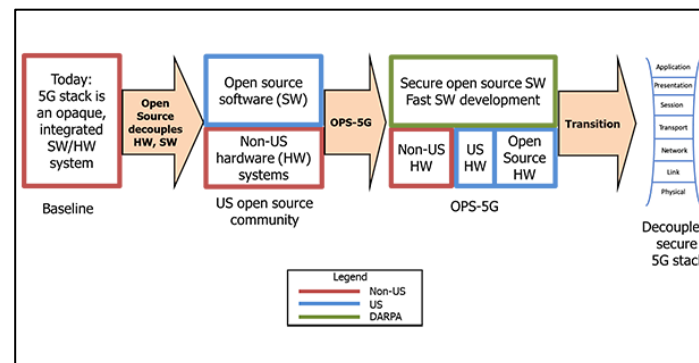 Today:
5G stack is
an opaque,
integrated
SW/HW
system
Baseline
Open
Source
decouples
HW, SW
Open source
software (SW)
Non-US
hardware (HW)
systems
US open source
community
OPS-5G
Secure open source SW
Fast SW development
Non-US
HW
US
HW
Open
Source
HW
OPS-5G
Transition
Application
Presentation
Session
Transport
Network
Link
Physical
secure
Legend
Non-US
US
DARPA